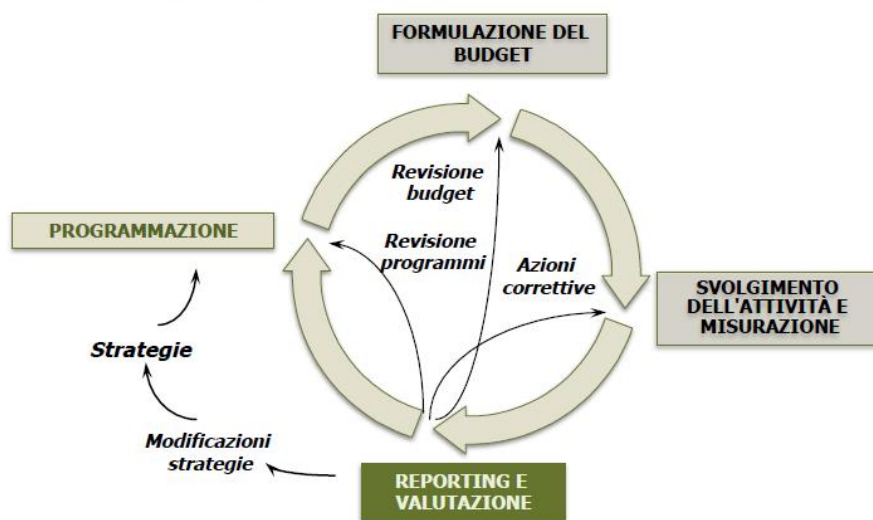 FORMULAZIONE DEL
BUDGET
Revisione
budget
PROGRAMMAZIONE
Revisione
programmi
Azioni
correttive
SVOLGIMENTO
DELL'ATTIVITÀ E
MISURAZIONE
Strategie
Modificazioni
strategie
REPORTING E
VALUTAZIONE